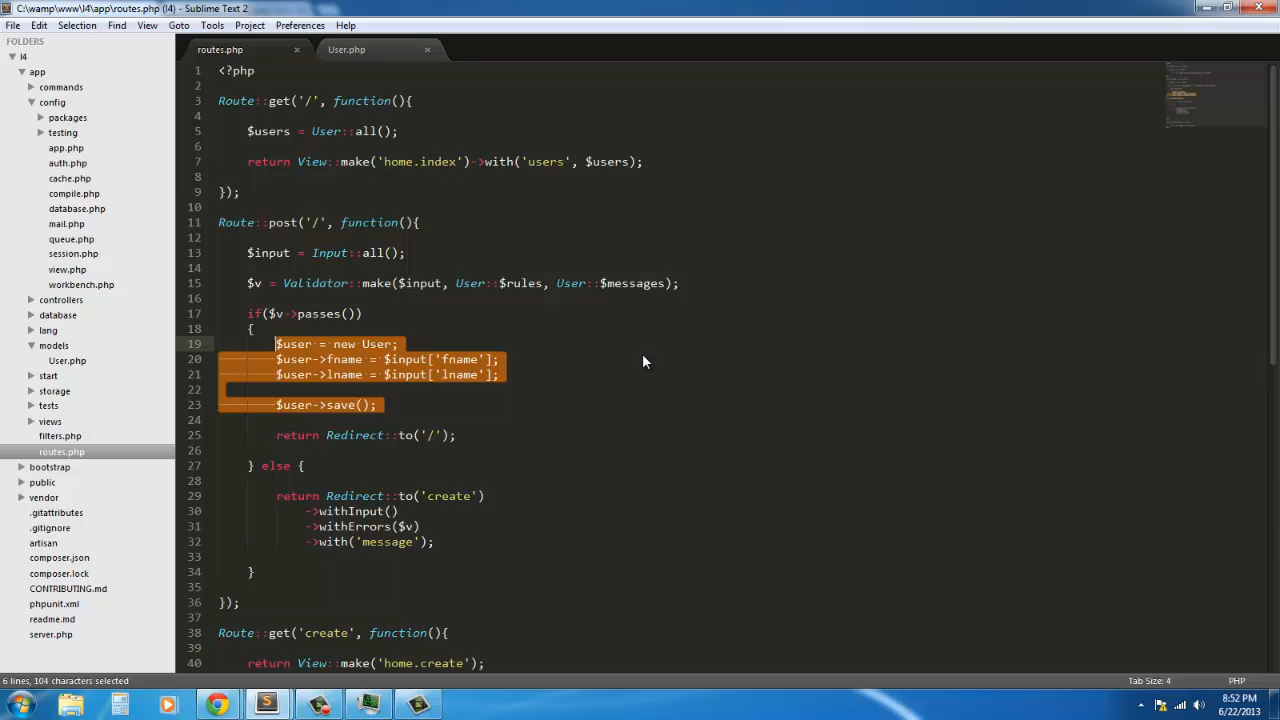 C:\wamp\www\l4\app\routes.php (l4) - Sublime Text 2
File Edit Selection Find View Goto Tools Project Preferences Help
FOLDERS
l4
app
commands
config
packages
testing
app.php
auth.php
cache.php
compile.php
database.php
mail.php
queue.php
session.php
view.php
workbench.php
controllers
database
lang
models
User.php
start
storage
tests
views
filters.php
routes.php
bootstrap
public
vendor
.gitattributes
.gitignore
artisan
composer.json
composer.lock
CONTRIBUTING.md
phpunit.xml
readme.md
server.php
routes.php × User.php ×
1 <?php
2
3 Route::get('/', function(){
4
5 $users = User::all();
6
7 return View::make('home.index')->with('users', $users);
8
9 });
10
11 Route::post('/', function(){
12
13 $input = Input::all();
14
15 $v = Validator::make($input, User::$rules, User::$messages);
16
17 if($v->passes())
18 {
19 $user = new User;
20 $user->fname = $input['fname'];
21 $user->lname = $input['lname'];
22
23 $user->save();
24
25 return Redirect::to('/');
26
27 } else {
28
29 return Redirect::to('create')
30 ->withInput()
31 ->withErrors($v)
32 ->with('message');
33
34 }
35
36 });
37
38 Route::get('create', function(){
39
40 return View::make('home.create');
6 lines, 104 characters selected Tab Size: 4 PHP
8:52 PM
6/22/2013